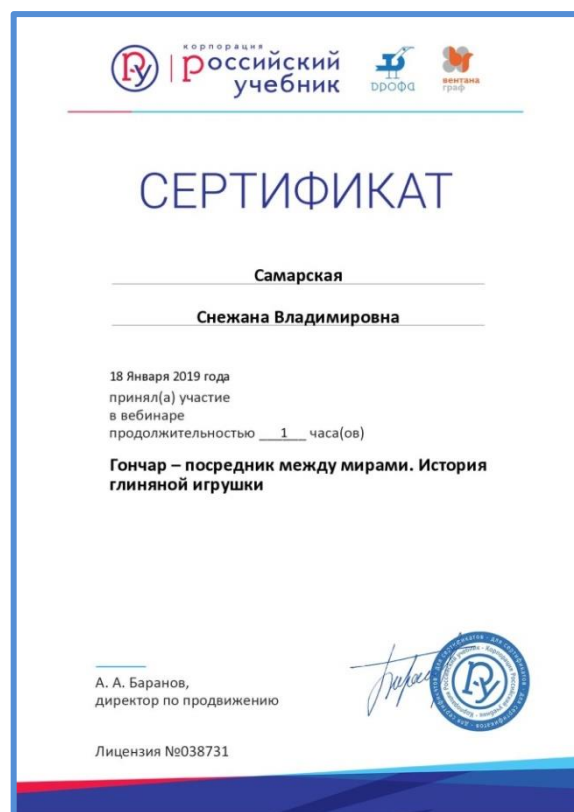 корпорация
российский
учебник
дрофа
вентана
граф
СЕРТИФИКАТ
Самарская
Снежана Владимировна
18 Января 2019 года
принял(а) участие
в вебинаре
продолжительностью 1 часа(ов)
Гончар – посредник между мирами. История
глиняной игрушки
А. А. Баранов,
директор по продвижению
Лицензия №038731